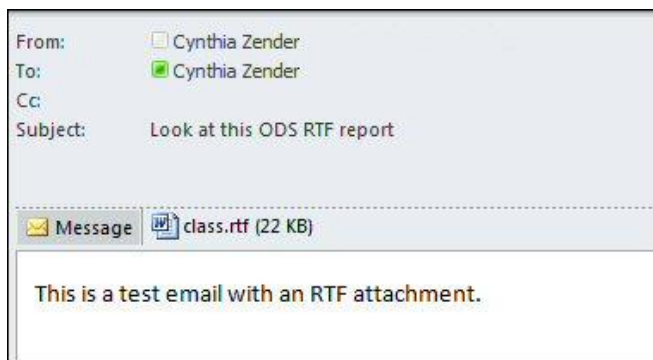 From: Cynthia Zender
To: Cynthia Zender
Cc:
Subject: Look at this ODS RTF report
Message class.rtf (22 KB)
This is a test email with an RTF attachment.